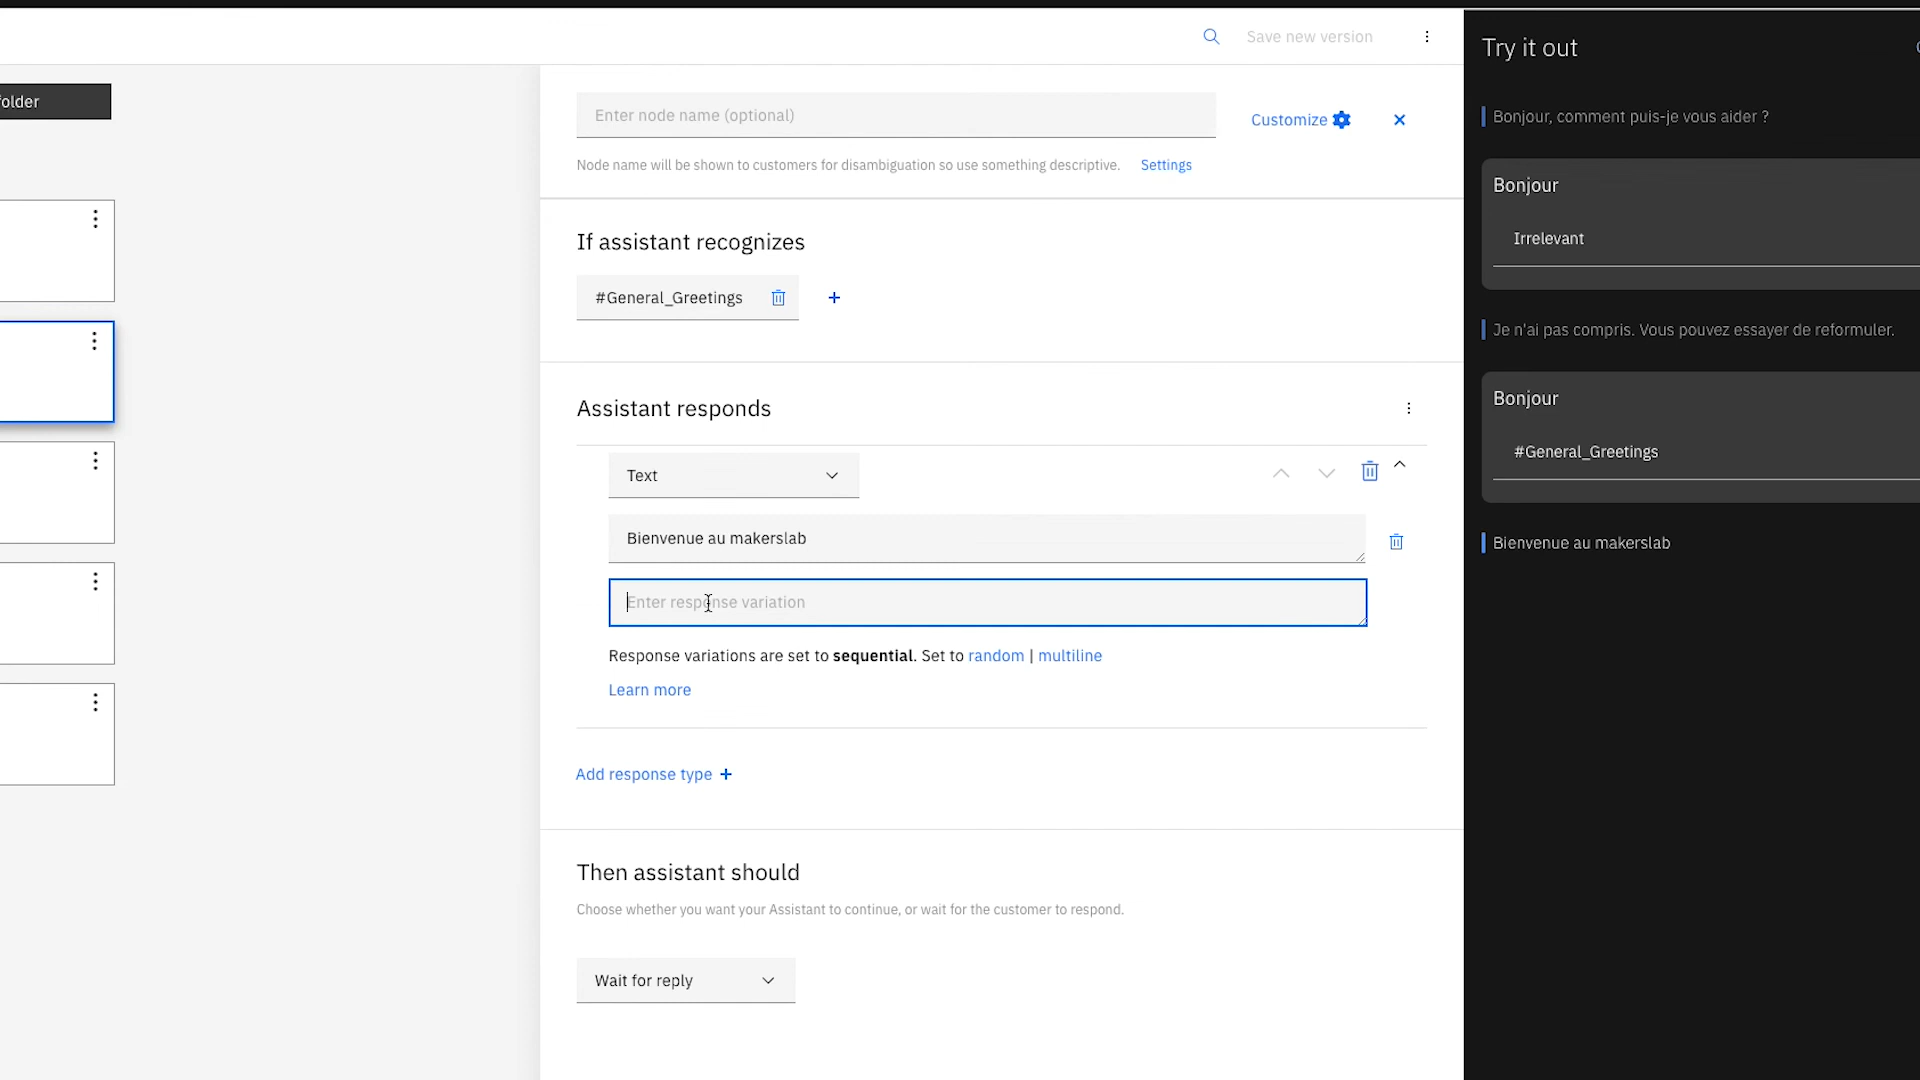 Save new version
Try it out
older
Enter node name (optional)
Customize
Bonjour, comment puis-je vous aider ?
Node name will be shown to customers for disambiguation so use something descriptive. Settings
Bonjour
Irrelevant
If assistant recognizes
#General_Greetings
Je n'ai pas compris. Vous pouvez essayer de reformuler.
Bonjour
#General_Greetings
Assistant responds
Text
Bienvenue au makerslab
Bienvenue au makerslab
Enter response variation
Response variations are set to sequential. Set to random | multiline
Learn more
Add response type +
Then assistant should
Choose whether you want your Assistant to continue, or wait for the customer to respond.
Wait for reply